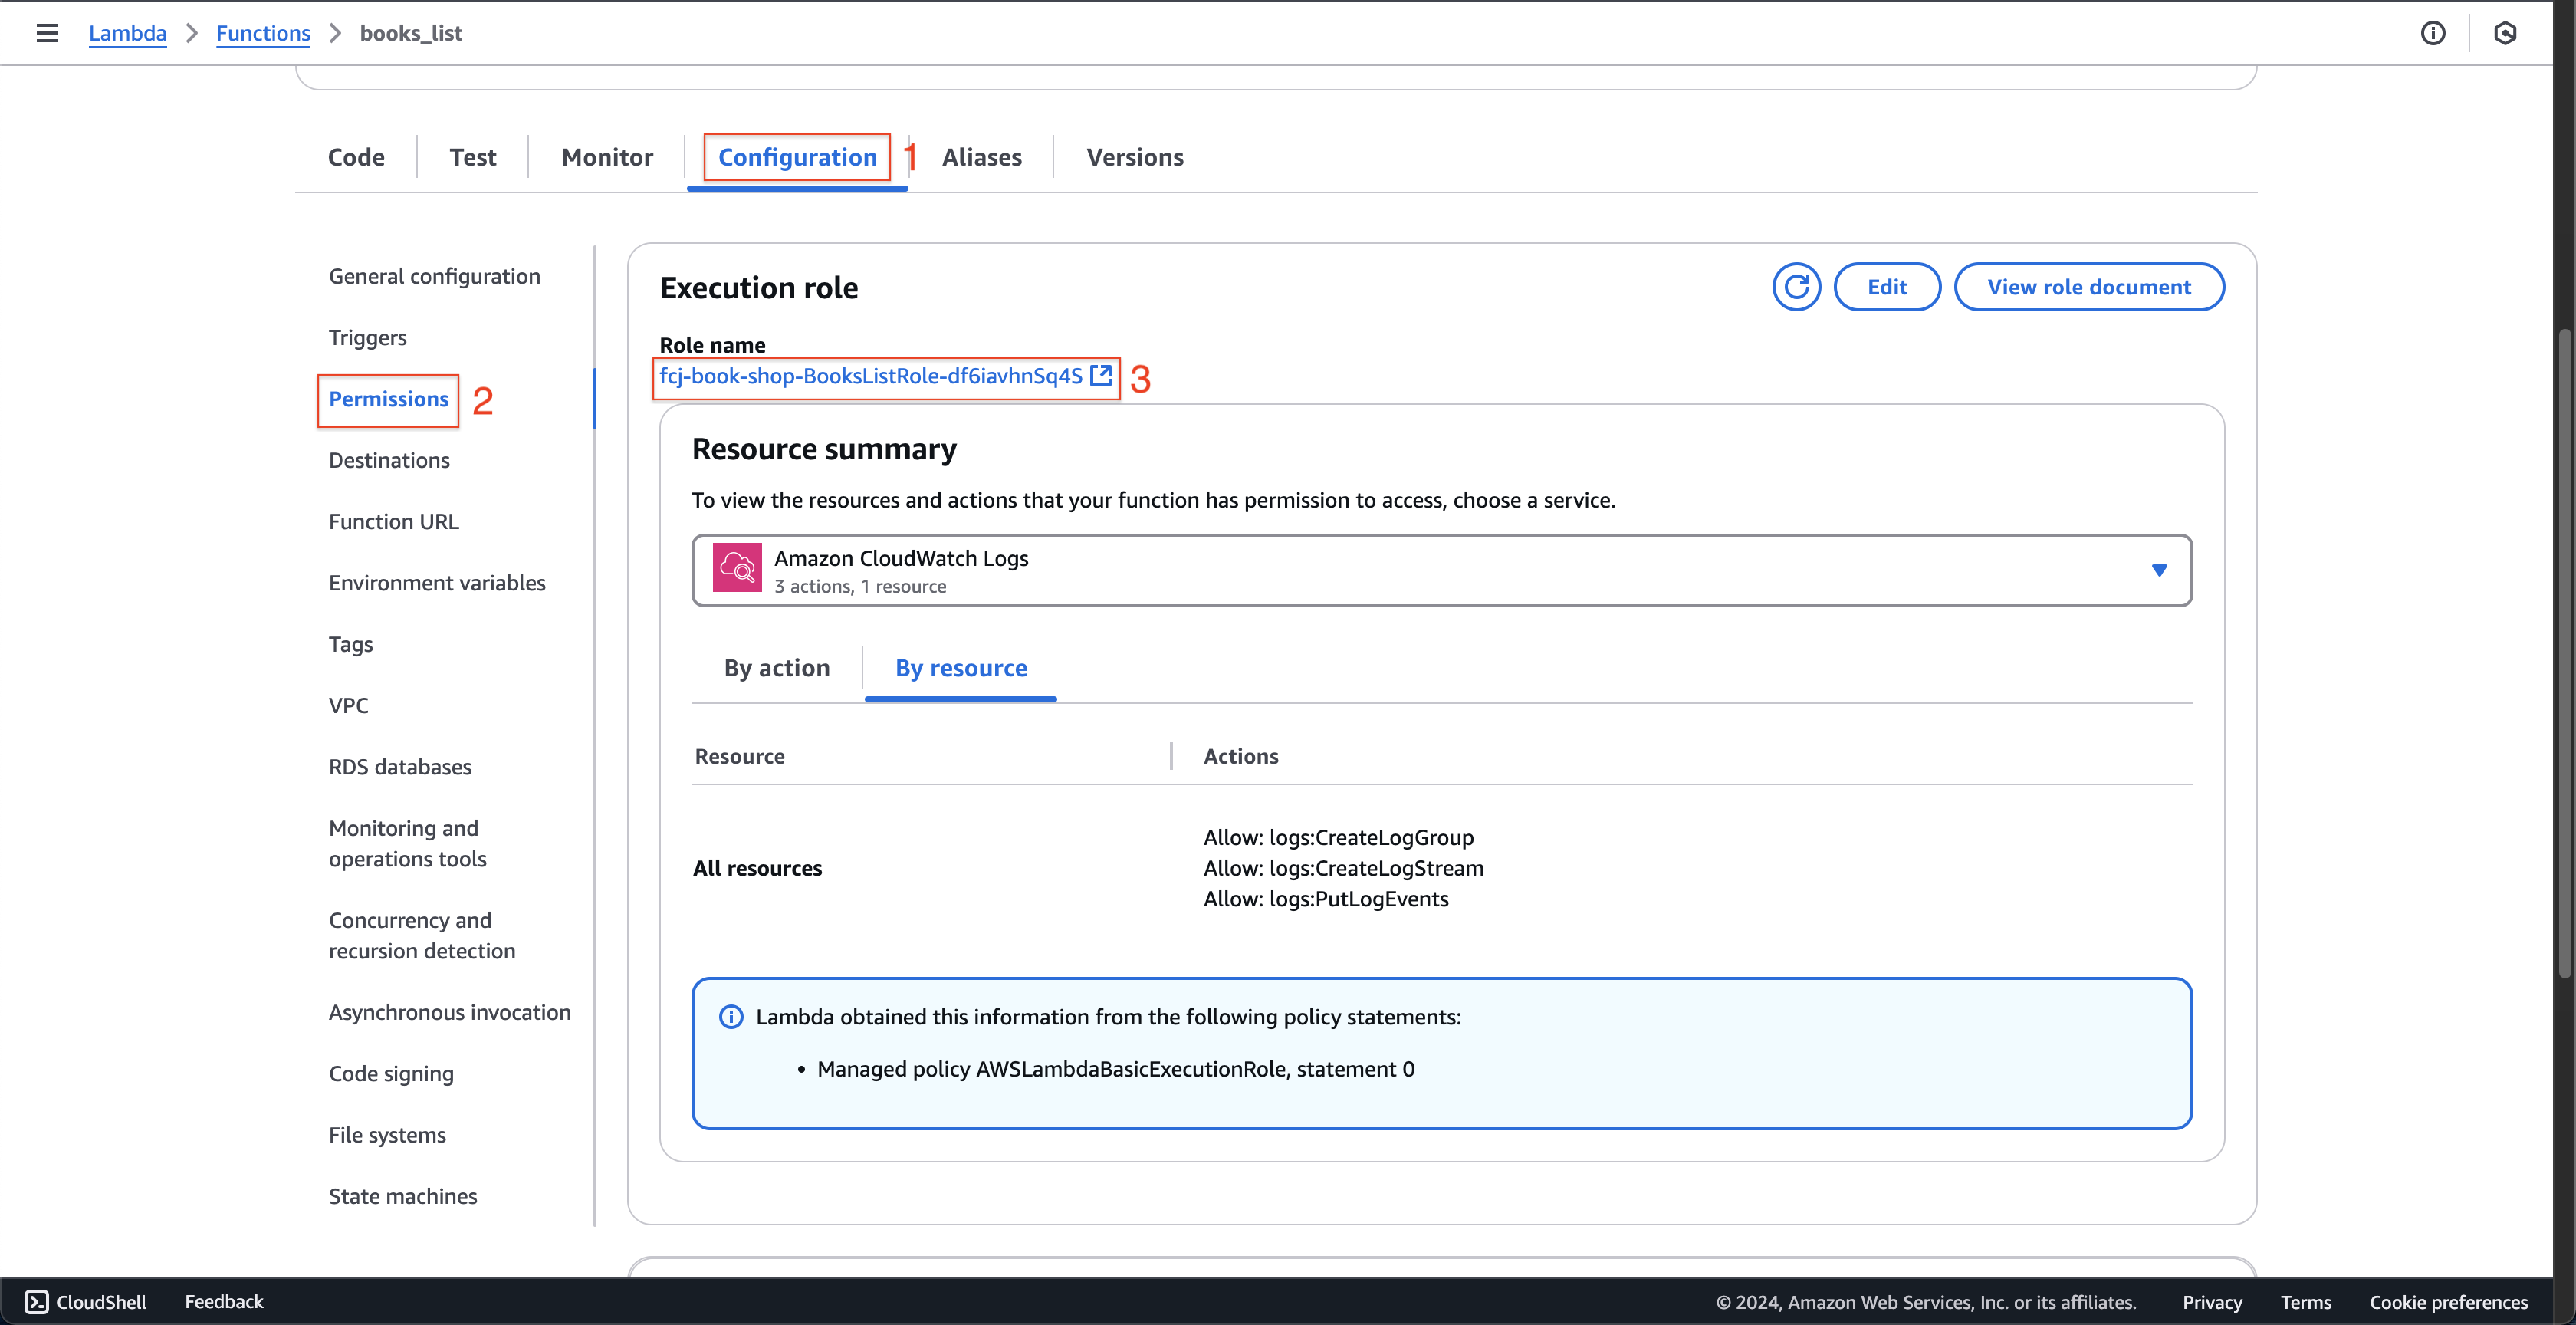 Lambda > Functions > books_list
Code Test Monitor Configuration 1 Aliases Versions
General configuration
Triggers
Permissions 2
Destinations
Function URL
Environment variables
Tags
VPC
RDS databases
Monitoring and
operations tools
Concurrency and
recursion detection
Asynchronous invocation
Code signing
File systems
State machines
Execution role
Edit View role document
Role name
fcj-book-shop-BooksListRole-df6iavhnSq4S 3
Resource summary
To view the resources and actions that your function has permission to access, choose a service.
Amazon CloudWatch Logs
3 actions, 1 resource
By action By resource
Resource Actions
All resources
Allow: logs:CreateLogGroup
Allow: logs:CreateLogStream
Allow: logs:PutLogEvents
Lambda obtained this information from the following policy statements:
• Managed policy AWSLambdaBasicExecutionRole, statement 0
CloudShell Feedback © 2024, Amazon Web Services, Inc. or its affiliates. Privacy Terms Cookie preferences